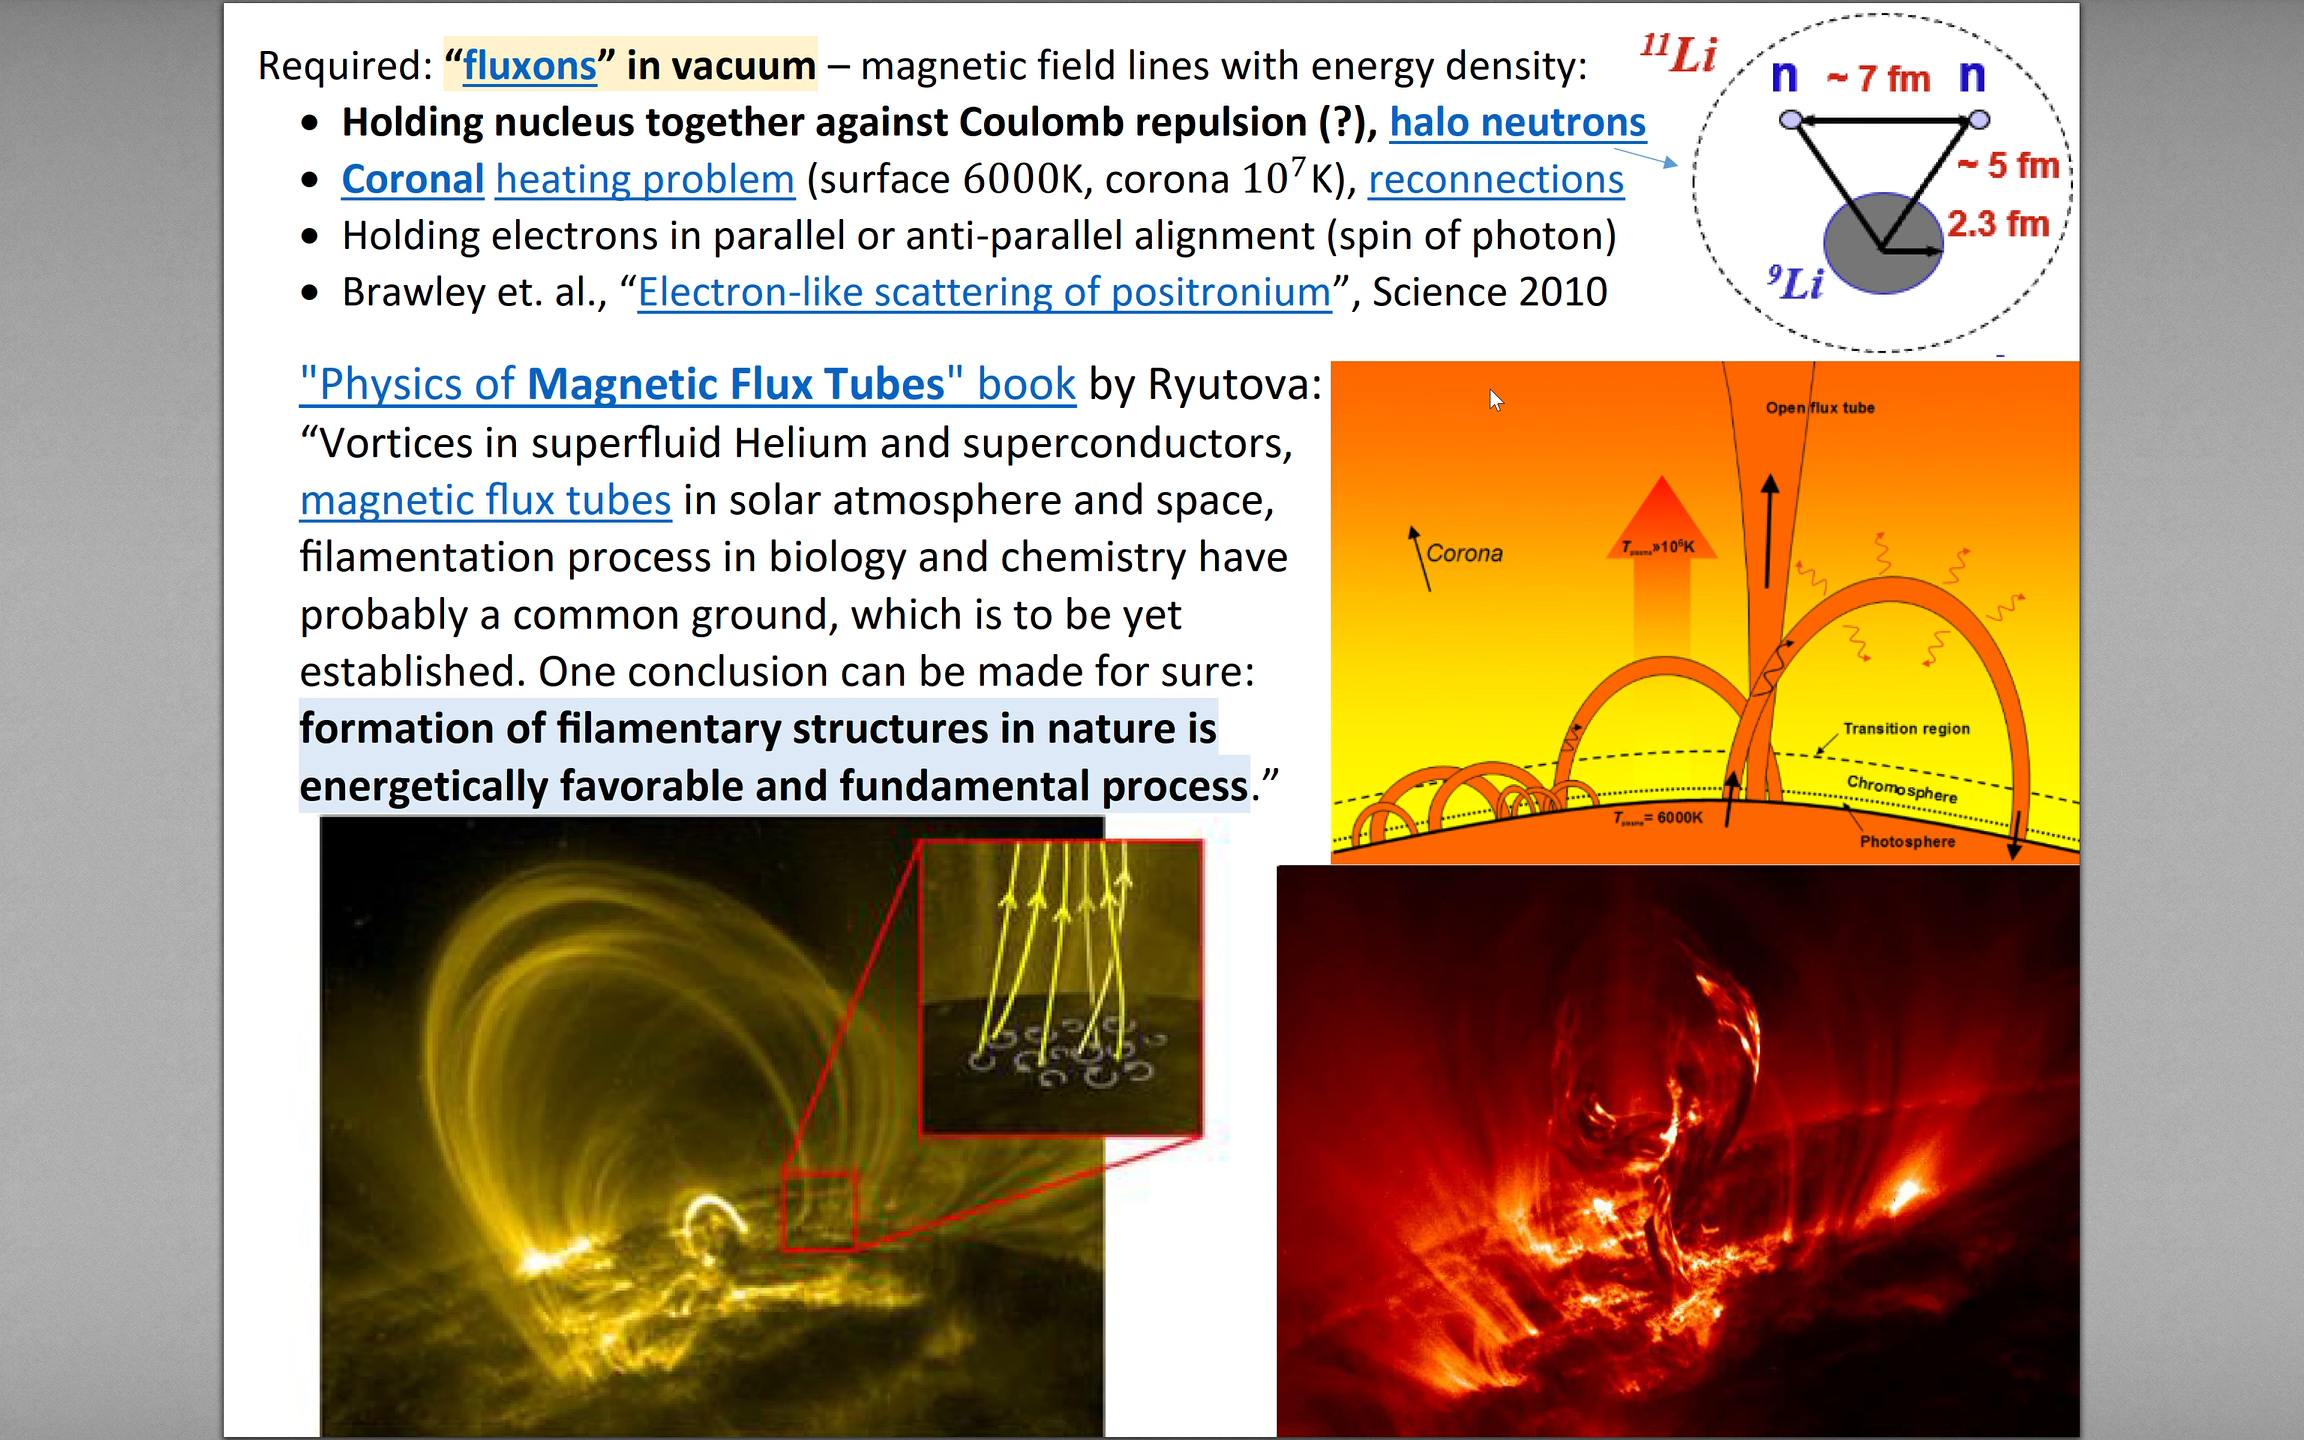 Required: “fluxons” in vacuum – magnetic field lines with energy density:
• Holding nucleus together against Coulomb repulsion (?), halo neutrons
• Coronal heating problem (surface 6000K, corona 10⁷K), reconnections
• Holding electrons in parallel or anti-parallel alignment (spin of photon)
• Brawley et. al., “Electron-like scattering of positronium”, Science 2010
¹¹Li
n ~ 7 fm n
~ 5 fm
2.3 fm
⁹Li
"Physics of Magnetic Flux Tubes" book by Ryutova:
“Vortices in superfluid Helium and superconductors,
magnetic flux tubes in solar atmosphere and space,
filamentation process in biology and chemistry have
probably a common ground, which is to be yet
established. One conclusion can be made for sure:
formation of filamentary structures in nature is
energetically favorable and fundamental process.”
Open flux tube
Corona
Tplasma»10⁶K
Transition region
Chromosphere
Tplasma= 6000K
Photosphere